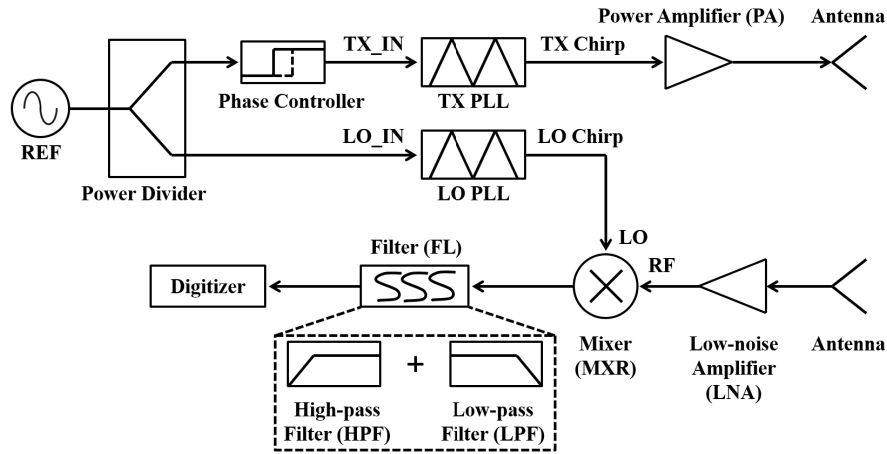 Power Amplifier (PA)
Antenna
TX_IN
TX Chirp
Phase Controller
TX PLL
REF
LO_IN
LO Chirp
Power Divider
LO PLL
LO
Filter (FL)
RF
Digitizer
SSS
Mixer
(MXR)
Low-noise
Amplifier
(LNA)
Antenna
+
High-pass
Filter (HPF)
Low-pass
Filter (LPF)